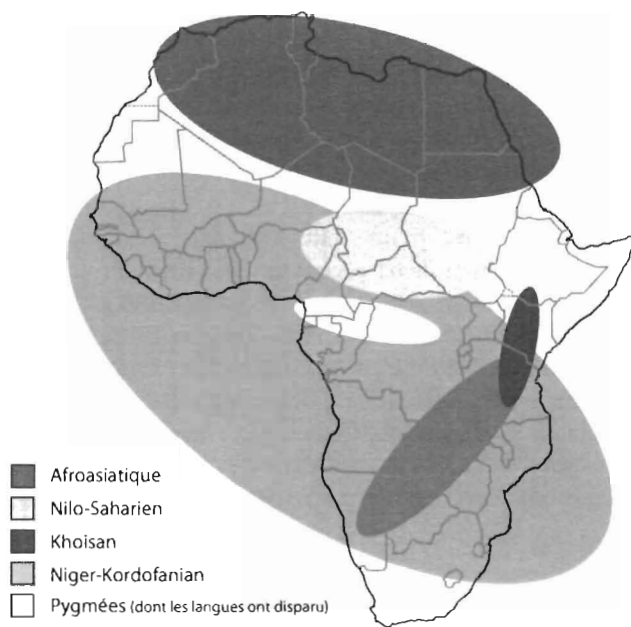 Afroasiatique
Nilo-Saharien
Khoisan
Niger-Kordofanian
Pygmées (dont les langues ont disparu)